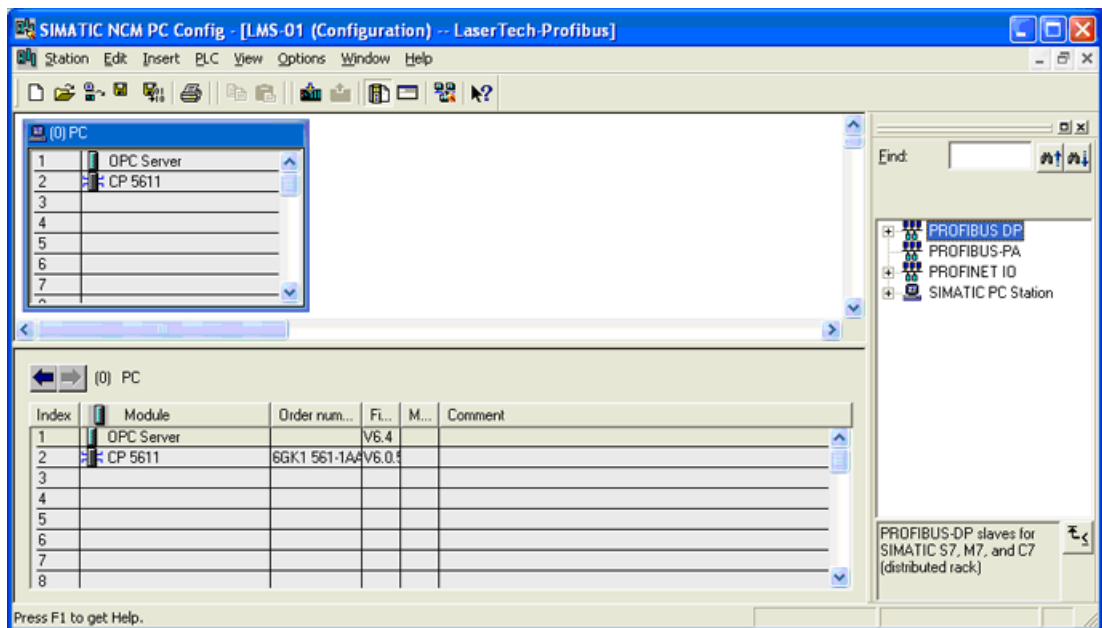 SIMATIC NCM PC Config - [LMS-01 (Configuration) -- LaserTech-Profibus]
Station Edit Insert PLC View Options Window Help
(0) PC
1 OPC Server
2 CP 5611
3
4
5
6
7
Find:
PROFIBUS DP
PROFIBUS-PA
PROFINET IO
SIMATIC PC Station
(0) PC
Index Module Order num... Fi... M... Comment
1 OPC Server V6.4
2 CP 5611 6GK1 561-1AA V6.0.5
3
4
5
6
7
8
PROFIBUS-DP slaves for
SIMATIC S7, M7, and C7
(distributed rack)
Press F1 to get Help.